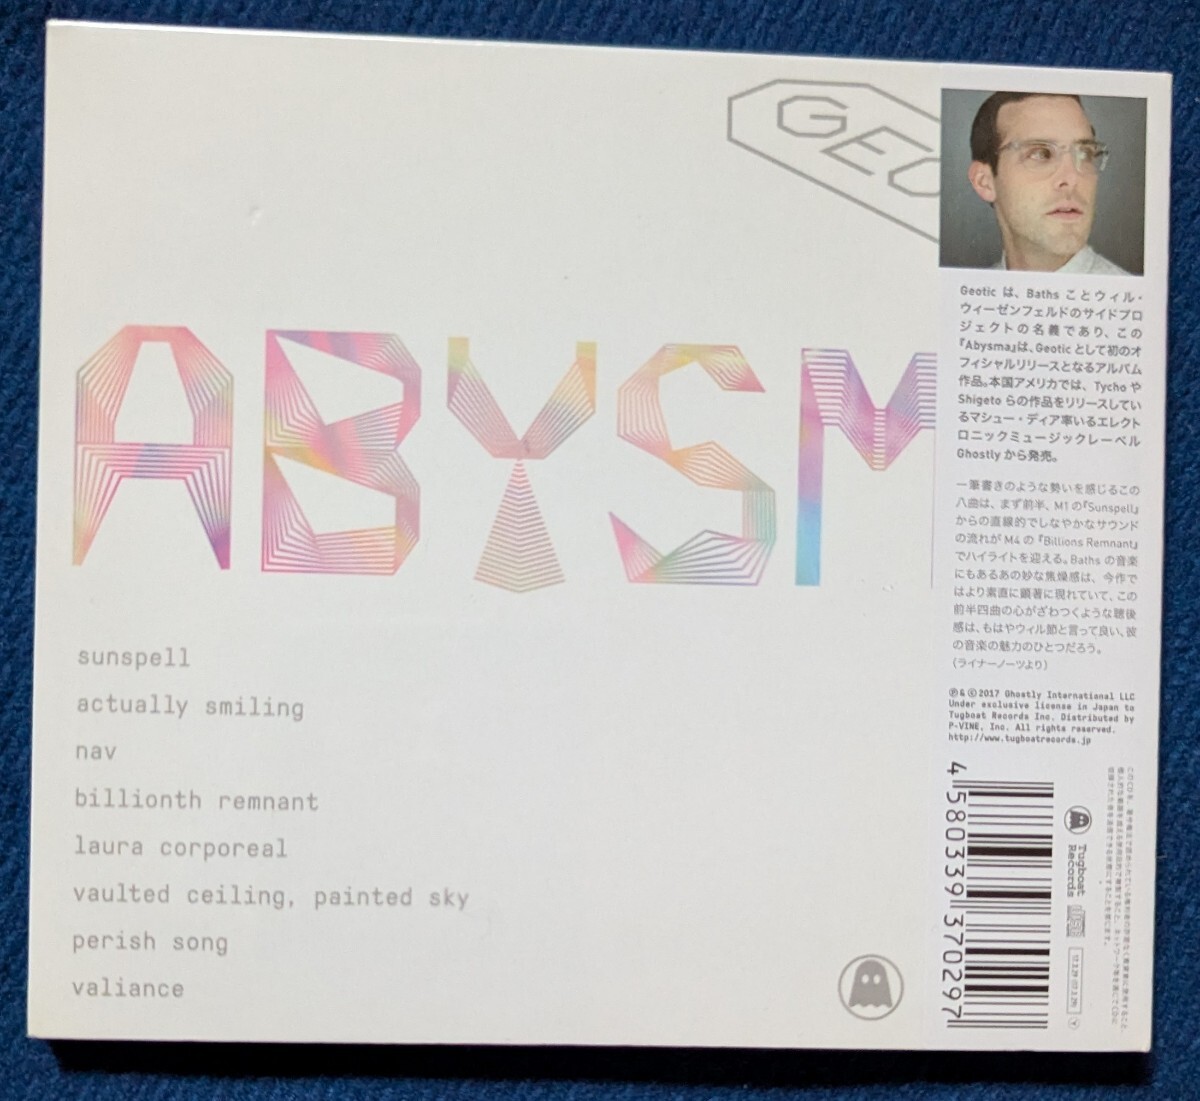 GEO
ABYSM
sunspell
actually smiling
nav
billionth remnant
laura corporeal
vaulted ceiling, painted sky
perish song
valiance
Geotic は、Baths ことウィル・
ウィーゼンフェルドのサイドプロ
ジェクトの名義であり、この
『Abysma』は、Geotic として初のオ
フィシャルリリースとなるアルバム
作品。本国アメリカでは、Tycho や
Shigeto らの作品をリリースしてい
るマシュー・ディア率いるエレクト
ロニックミュージックレーベル
Ghostly から発売。
一筆書きのような勢いを感じるこの
八曲は、まず前半、M1 の『Sunspell』
からの直線的でしなやかなサウンド
の流れが M4 の 『Billions Remnant』
でハイライトを迎える。Baths の音楽
にもあるあの妙な焦燥感は、今作で
はより素直に顕著に現れていて、この
前半四曲の心がざわつくような聴後
感は、もはやウィル節と言って良い、彼
の音楽の魅力のひとつだろう。
(ライナーノーツより)
℗&©2017 Ghostly International LLC
Under exclusive license in Japan to
Tugboat Records Inc. Distributed by
P-VINE, Inc. All rights reserved.
http://www.tugboatrecords.jp
4 580339 370297
Tugboat
Records